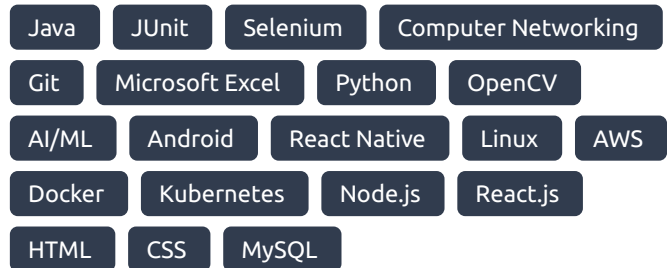 Java JUnit Selenium Computer Networking
Git Microsoft Excel Python OpenCV
AI/ML Android React Native Linux AWS
Docker Kubernetes Node.js React.js
HTML CSS MySQL